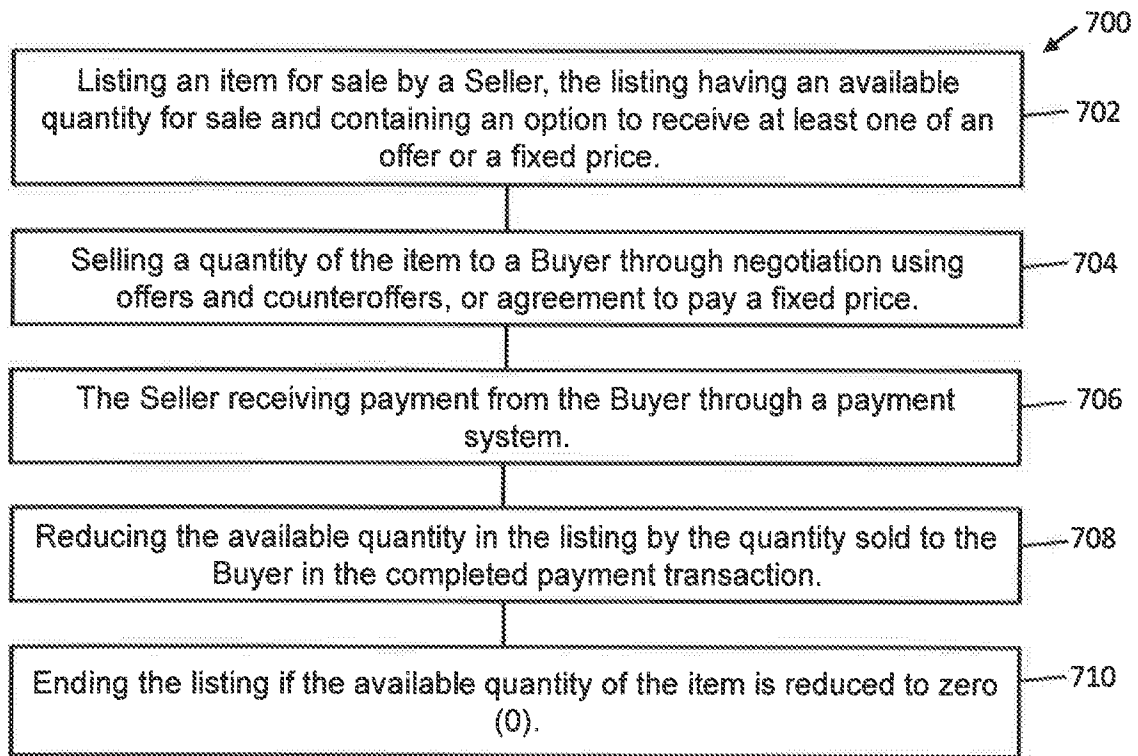 700
Listing an item for sale by a Seller, the listing having an available
quantity for sale and containing an option to receive at least one of an
offer or a fixed price.
702
Selling a quantity of the item to a Buyer through negotiation using
offers and counteroffers, or agreement to pay a fixed price.
704
The Seller receiving payment from the Buyer through a payment
system.
706
Reducing the available quantity in the listing by the quantity sold to the
Buyer in the completed payment transaction.
708
Ending the listing if the available quantity of the item is reduced to zero
(0).
710